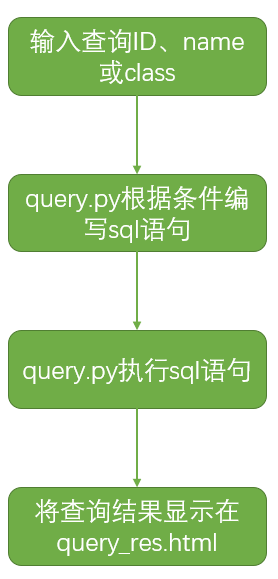 输入查询ID、name
或class
query.py根据条件编
写sql语句
query.py执行sql语句
将查询结果显示在
query_res.html